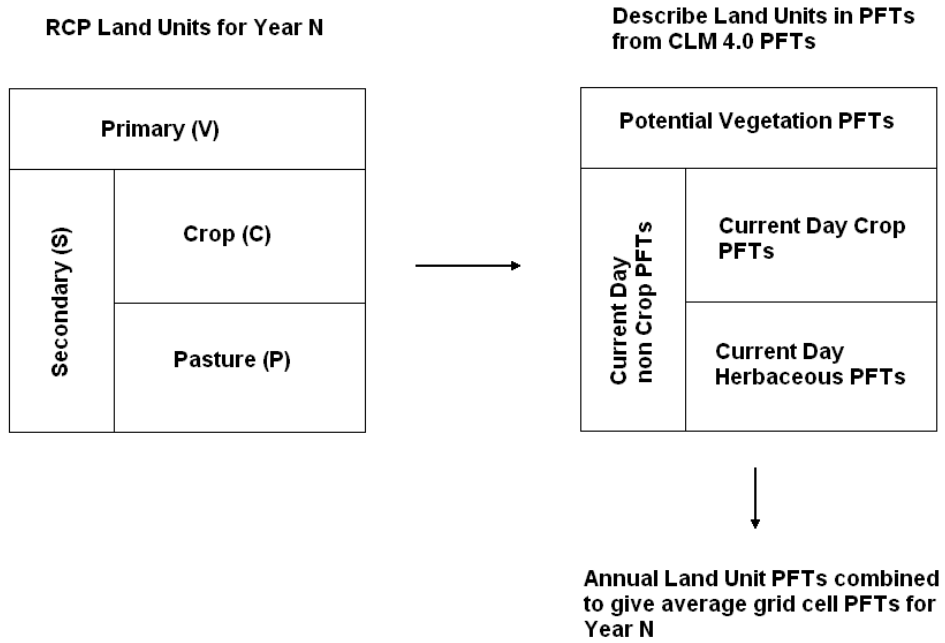 RCP Land Units for Year N
Primary (V)
Secondary (S)
Crop (C)
Pasture (P)
Describe Land Units in PFTs
from CLM 4.0 PFTs
Potential Vegetation PFTs
Current Day
non Crop PFTs
Current Day Crop
PFTs
Current Day
Herbaceous PFTs
Annual Land Unit PFTs combined
to give average grid cell PFTs for
Year N